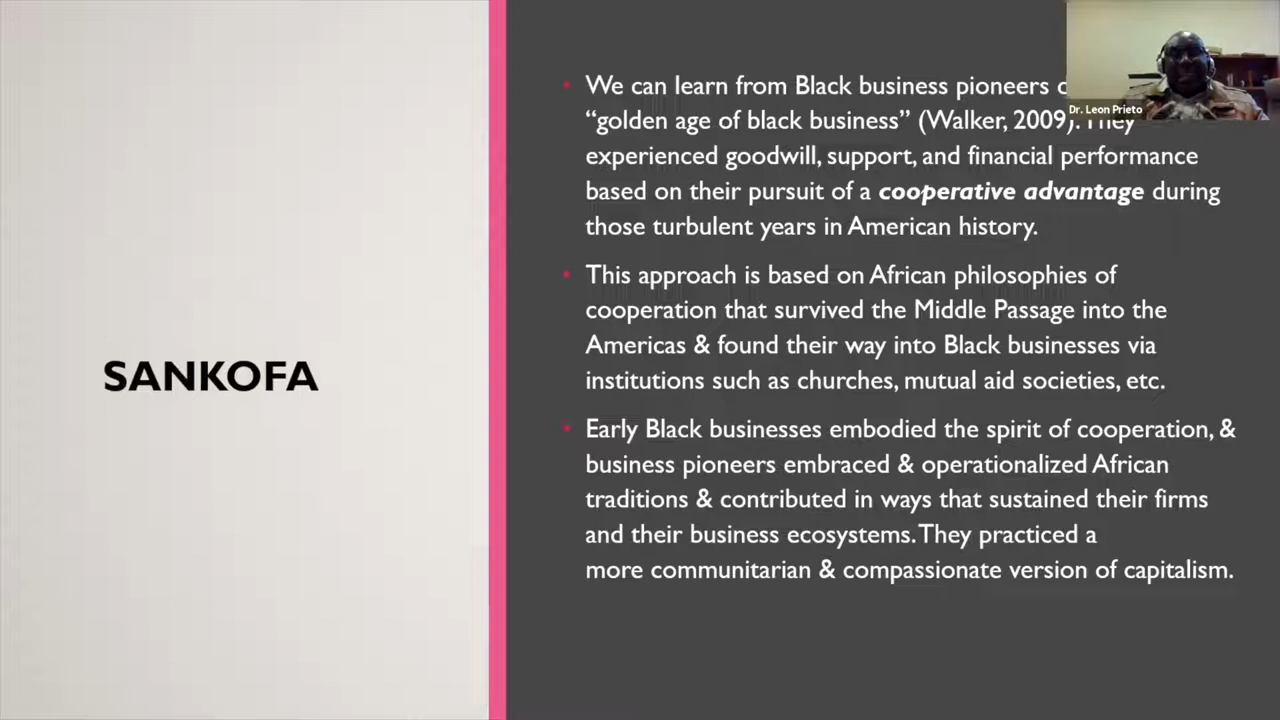 SANKOFA
• We can learn from Black business pioneers
“golden age of black business” (Walker, 2009). They
experienced goodwill, support, and financial performance
based on their pursuit of a cooperative advantage during
those turbulent years in American history.
• This approach is based on African philosophies of
cooperation that survived the Middle Passage into the
Americas & found their way into Black businesses via
institutions such as churches, mutual aid societies, etc.
• Early Black businesses embodied the spirit of cooperation, &
business pioneers embraced & operationalized African
traditions & contributed in ways that sustained their firms
and their business ecosystems. They practiced a
more communitarian & compassionate version of capitalism.
Dr. Leon Prieto